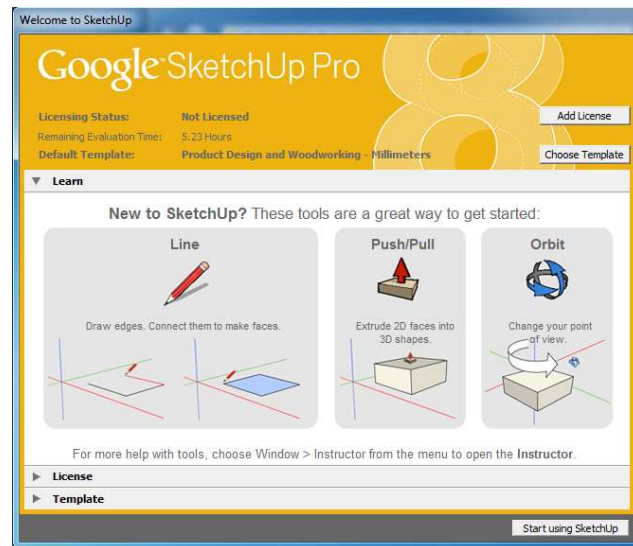 Welcome to SketchUp
Google™ SketchUp Pro 8
Licensing Status: Not Licensed Add License
Remaining Evaluation Time: 5.23 Hours
Default Template: Product Design and Woodworking - Millimeters Choose Template
Learn
New to SketchUp? These tools are a great way to get started:
Line Push/Pull Orbit
Draw edges. Connect them to make faces. Extrude 2D faces into Change your point
3D shapes. of view.
For more help with tools, choose Window > Instructor from the menu to open the Instructor.
License
Template
Start using SketchUp